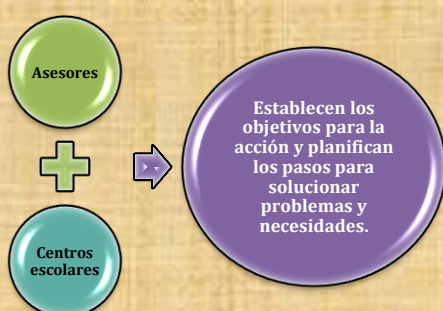 Asesores
Centros
escolares
Establecen los
objetivos para la
acción y planifican
los pasos para
solucionar
problemas y
necesidades.